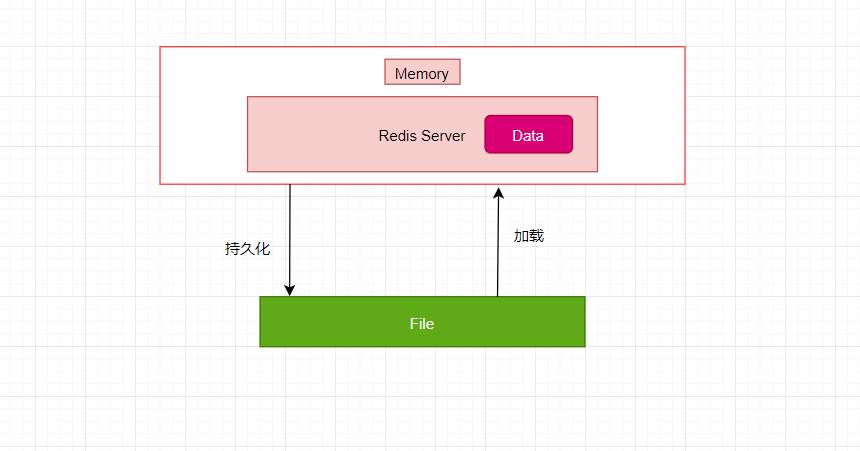 Memory
Redis Server
Data
持久化
加载
File